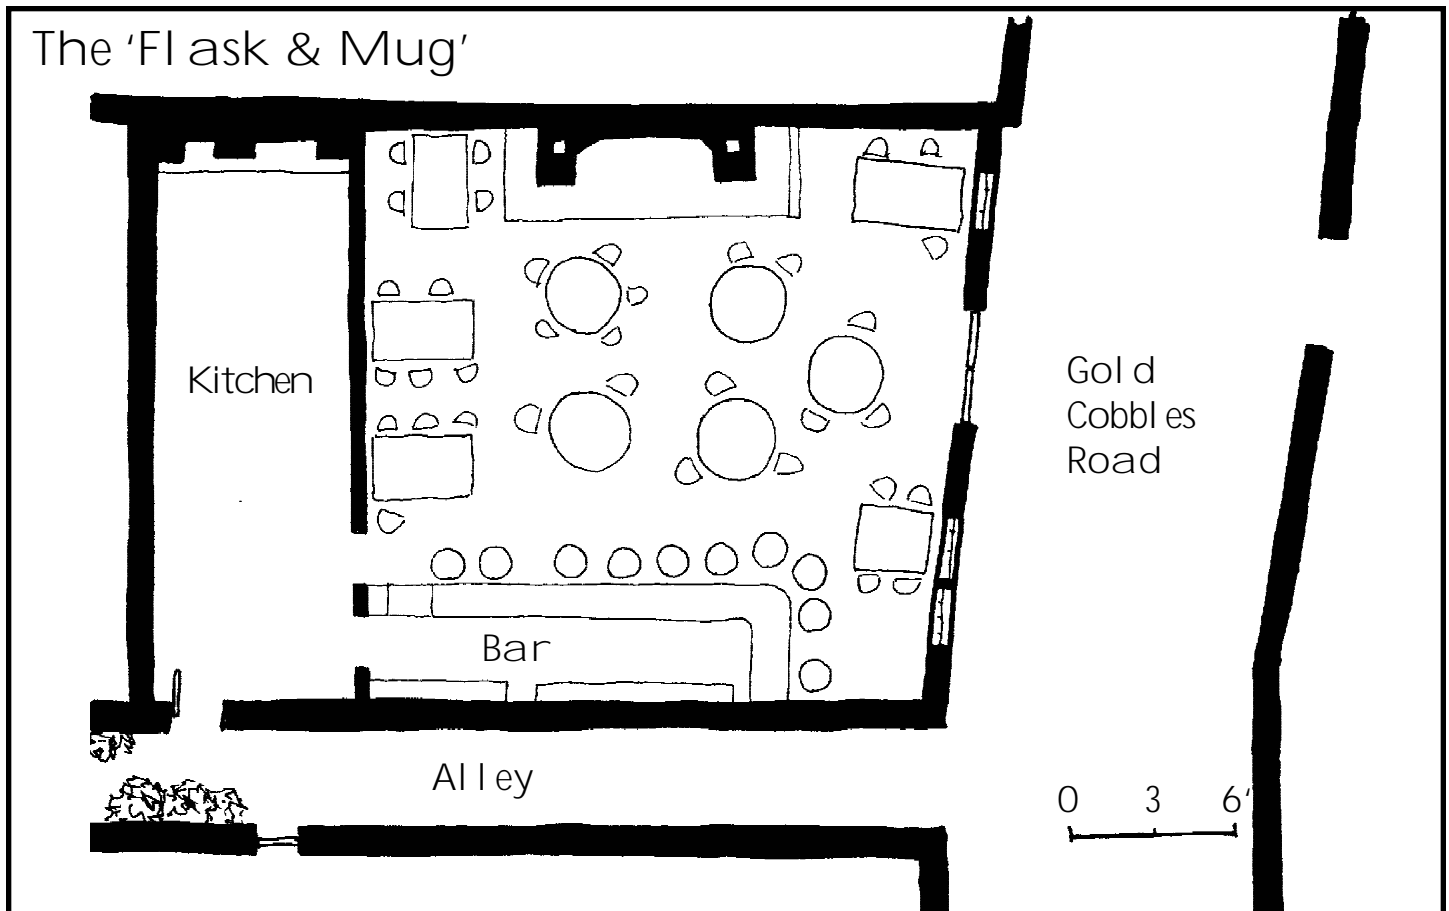 The ‘Flask & Mug’
Kitchen
Gold
Cobbles
Road
Bar
Alley
0 3 6'